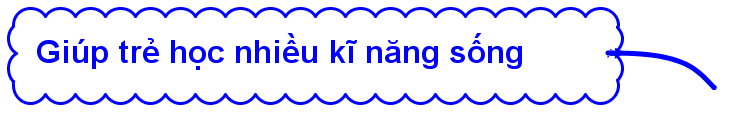 Giúp trẻ học nhiều kĩ năng sống